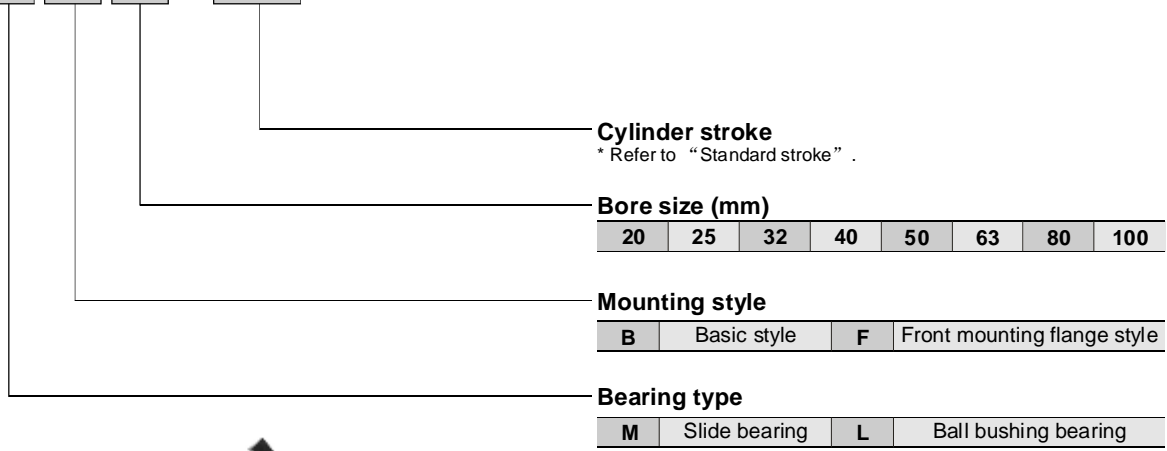 Cylinder stroke
* Refer to “Standard stroke”.
Bore size (mm)
20 25 32 40 50 63 80 100
Mounting style
B Basic style F Front mounting flange style
Bearing type
M Slide bearing L Ball bushing bearing